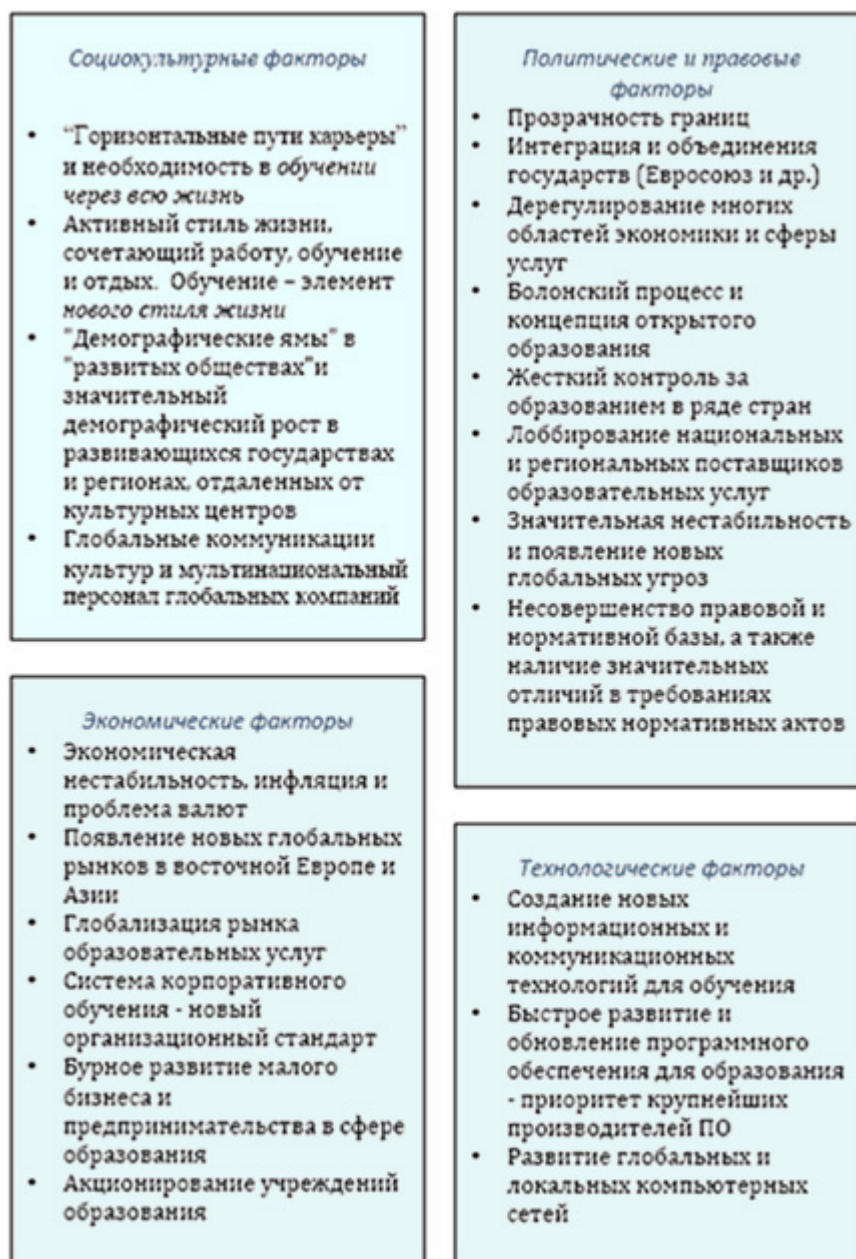 Социокультурные факторы
• “Горизонтальные пути карьеры”
и необходимость в обучении
через всю жизнь
• Активный стиль жизни,
сочетающий работу, обучение
и отдых. Обучение – элемент
нового стиля жизни
• "Демографические ямы" в
"развитых обществах"и
значительный
демографический рост в
развивающихся государствах
и регионах, отдаленных от
культурных центров
• Глобальные коммуникации
культур и мультинациональный
персонал глобальных компаний
Политические и правовые
факторы
• Прозрачность границ
• Интеграция и объединения
государств (Евросоюз и др.)
• Дерегулирование многих
областей экономики и сферы
услуг
• Болонский процесс и
концепция открытого
образования
• Жесткий контроль за
образованием в ряде стран
• Лоббирование национальных
и региональных поставщиков
образовательных услуг
• Значительная нестабильность
и появление новых
глобальных угроз
• Несовершенство правовой и
нормативной базы, а также
наличие значительных
отличий в требованиях
правовых нормативных актов
Экономические факторы
• Экономическая
нестабильность, инфляция и
проблема валют
• Появление новых глобальных
рынков в восточной Европе и
Азии
• Глобализация рынка
образовательных услуг
• Система корпоративного
обучения - новый
организационный стандарт
• Бурное развитие малого
бизнеса и
предпринимательства в сфере
образования
• Акционирование учреждений
образования
Технологические факторы
• Создание новых
информационных и
коммуникационных
технологий для обучения
• Быстрое развитие и
обновление программного
обеспечения для образования
- приоритет крупнейших
производителей ПО
• Развитие глобальных и
локальных компьютерных
сетей